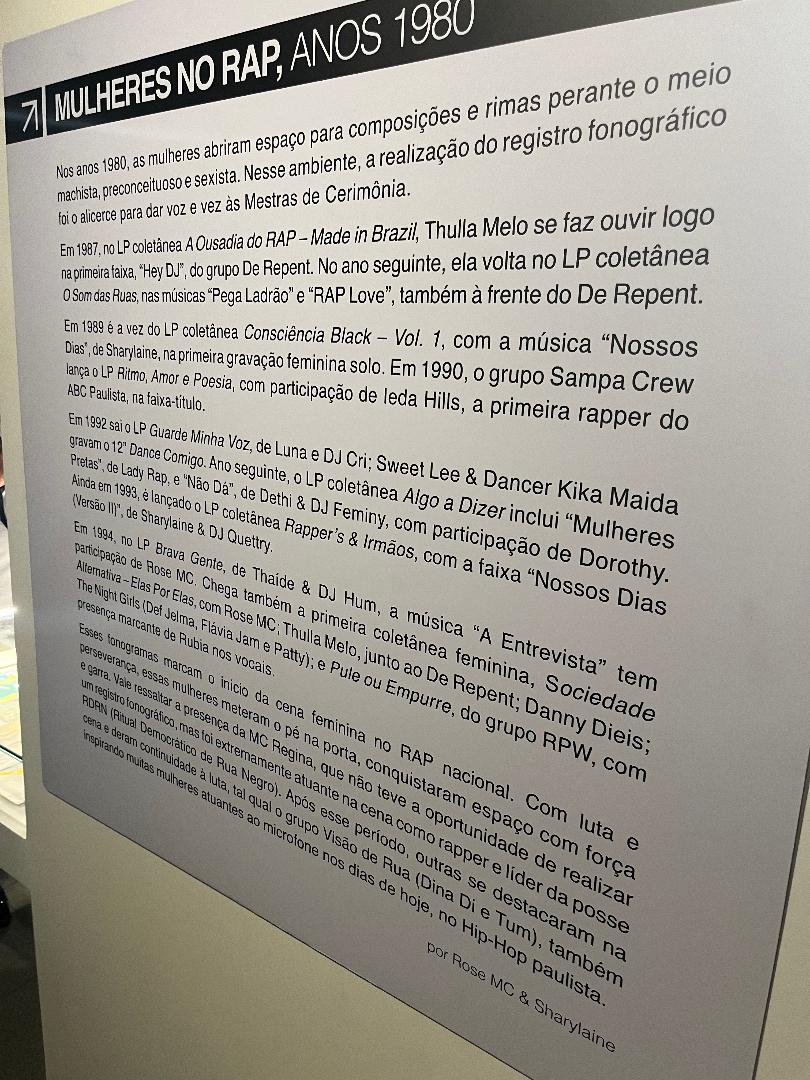 MULHERES NO RAP, ANOS 1980
Nos anos 1980, as mulheres abriram espaço para composições e rimas perante o meio
machista, preconceituoso e sexista. Nesse ambiente, a realização do registro fonográfico
foi o alicerce para dar voz e vez às Mestras de Cerimônia.
Em 1987, no LP coletânea A Ousadia do RAP – Made in Brazil, Thulla Melo se faz ouvir logo
na primeira faixa, “Hey DJ”, do grupo De Repent. No ano seguinte, ela volta no LP coletânea
O Som das Ruas, nas músicas “Pega Ladrão” e “RAP Love”, também à frente do De Repent.
Em 1989 é a vez do LP coletânea Consciência Black – Vol. 1, com a música “Nossos
Dias”, de Sharylaine, na primeira gravação feminina solo. Em 1990, o grupo Sampa Crew
lança o LP Ritmo, Amor e Poesia, com participação de Ieda Hills, a primeira rapper do
ABC Paulista, na faixa-título.
Em 1992 sai o LP Guarde Minha Voz, de Luna e DJ Cri; Sweet Lee & Dancer Kika Maida
gravam o 12” Dance Comigo. Ano seguinte, o LP coletânea Algo a Dizer inclui “Mulheres
Pretas”, de Lady Rap, e “Não Dá”, de Dethi & DJ Feminy, com participação de Dorothy.
Ainda em 1993, é lançado o LP coletânea Rapper’s & Irmãos, com a faixa “Nossos Dias
(Versão II)”, de Sharylaine & DJ Quettry.
Em 1994, no LP Brava Gente, de Thaíde & DJ Hum, a música “A Entrevista” tem
participação de Rose MC. Chega também a primeira coletânea feminina, Sociedade
Alternativa – Elas Por Elas, com Rose MC; Thulla Melo, junto ao De Repent; Danny Dieis;
The Night Girls (Def Jelma, Flávia Jam e Patty); e Pule ou Empurre, do grupo RPW, com
presença marcante de Rubia nos vocais.
Esses fonogramas marcam o início da cena feminina no RAP nacional. Com luta e
perseverança, essas mulheres meteram o pé na porta, conquistaram espaço com força
e garra. Vale ressaltar a presença da MC Regina, que não teve a oportunidade de realizar
um registro fonográfico, mas foi extremamente atuante na cena como rapper e líder da posse
RDRN (Ritual Democrático de Rua Negro). Após esse período, outras se destacaram na
cena e deram continuidade à luta, tal qual o grupo Visão de Rua (Dina Di e Tum), também
inspirando muitas mulheres atuantes ao microfone nos dias de hoje, no Hip-Hop paulista.
por Rose MC & Sharylaine